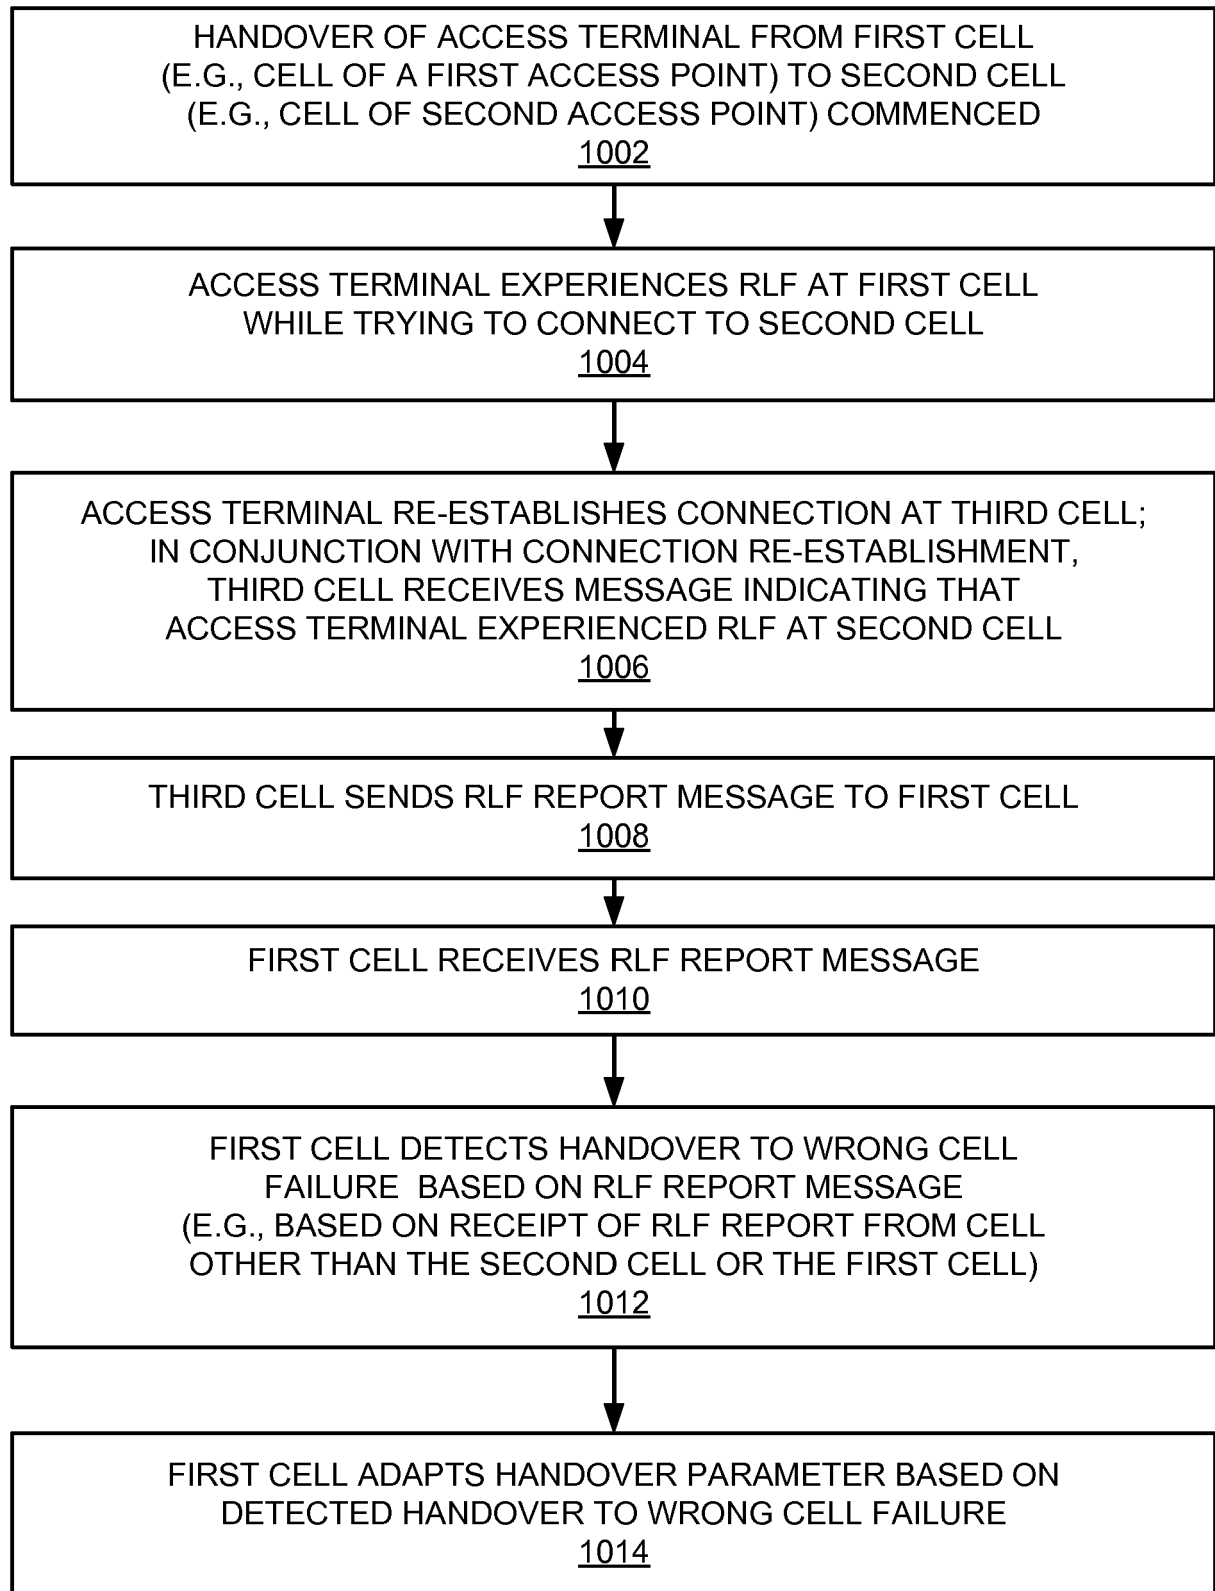 HANDOVER OF ACCESS TERMINAL FROM FIRST CELL
(E.G., CELL OF A FIRST ACCESS POINT) TO SECOND CELL
(E.G., CELL OF SECOND ACCESS POINT) COMMENCED
1002
ACCESS TERMINAL EXPERIENCES RLF AT FIRST CELL
WHILE TRYING TO CONNECT TO SECOND CELL
1004
ACCESS TERMINAL RE-ESTABLISHES CONNECTION AT THIRD CELL;
IN CONJUNCTION WITH CONNECTION RE-ESTABLISHMENT,
THIRD CELL RECEIVES MESSAGE INDICATING THAT
ACCESS TERMINAL EXPERIENCED RLF AT SECOND CELL
1006
THIRD CELL SENDS RLF REPORT MESSAGE TO FIRST CELL
1008
FIRST CELL RECEIVES RLF REPORT MESSAGE
1010
FIRST CELL DETECTS HANDOVER TO WRONG CELL
FAILURE BASED ON RLF REPORT MESSAGE
(E.G., BASED ON RECEIPT OF RLF REPORT FROM CELL
OTHER THAN THE SECOND CELL OR THE FIRST CELL)
1012
FIRST CELL ADAPTS HANDOVER PARAMETER BASED ON
DETECTED HANDOVER TO WRONG CELL FAILURE
1014